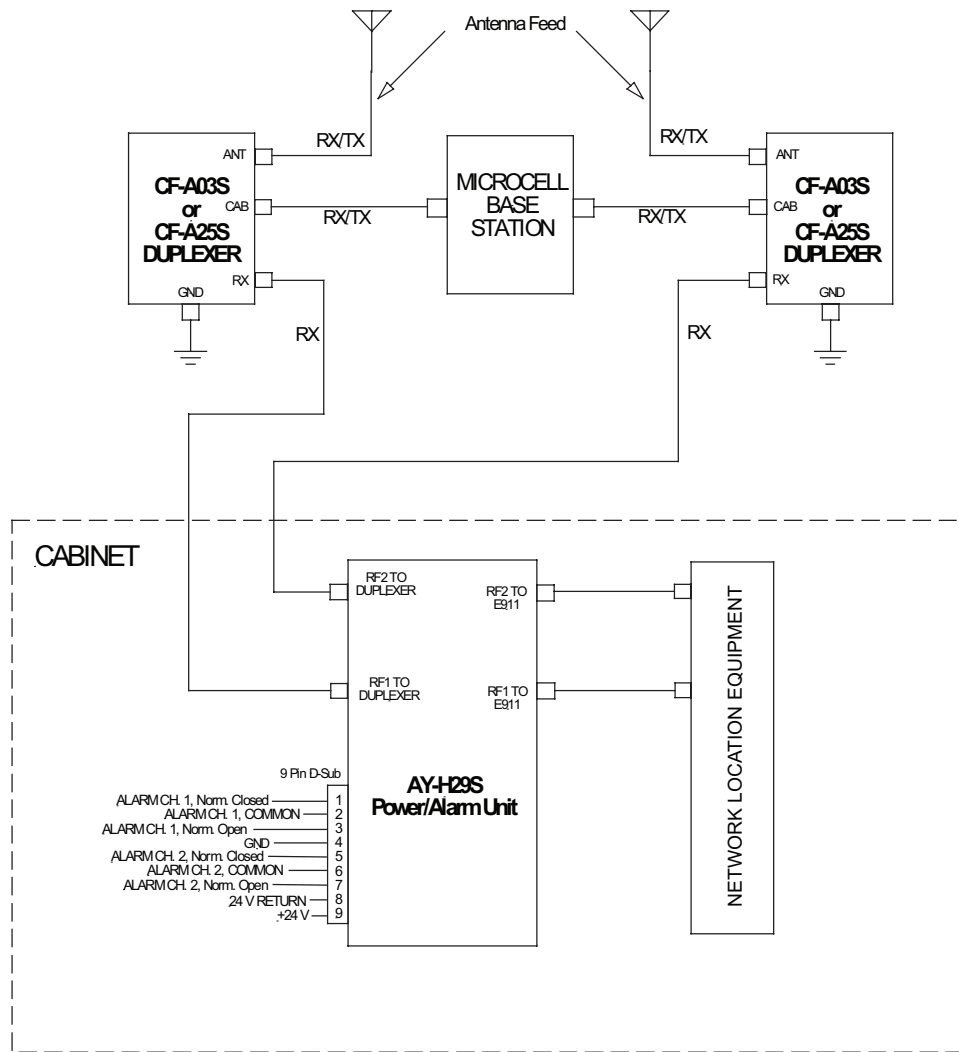 Antenna Feed
RX/TX
RX/TX
ANT
CF-A03S
or
CF-A25S
DUPLEXER
CAB
RX
GND
RX/TX
MICROCELL
BASE
STATION
RX/TX
ANT
CF-A03S
or
CF-A25S
DUPLEXER
CAB
RX
GND
RX
RX
CABINET
RF2 TO
DUPLEXER
RF2 TO
E911
RF1 TO
DUPLEXER
RF1 TO
E911
AY-H29S
Power/Alarm Unit
NETWORK LOCATION EQUIPMENT
9 Pin D-Sub
ALARM CH. 1, Norm. Closed 1
ALARM CH. 1, COMMON 2
ALARM CH. 1, Norm. Open 3
GND 4
ALARM CH. 2, Norm. Closed 5
ALARM CH. 2, COMMON 6
ALARM CH. 2, Norm. Open 7
24 V RETURN 8
+24 V 9